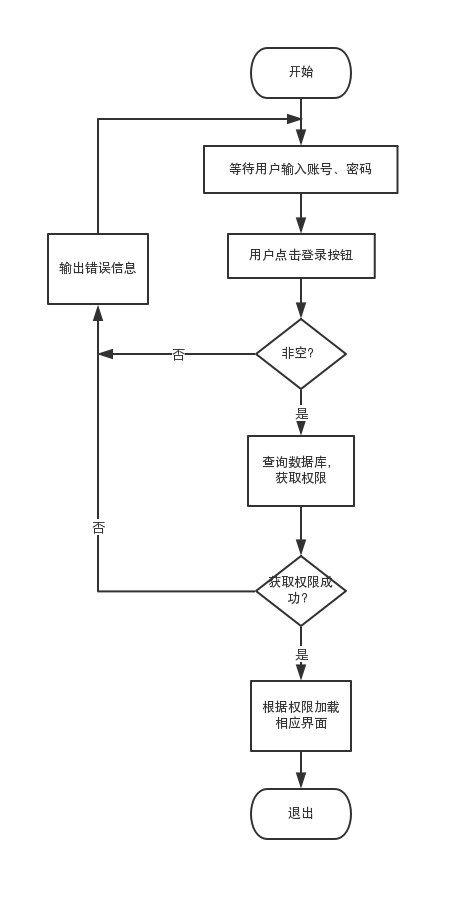 开始
等待用户输入账号、密码
输出错误信息
用户点击登录按钮
非空?
否
是
查询数据库,
获取权限
否
获取权限成
功?
是
根据权限加载
相应界面
退出